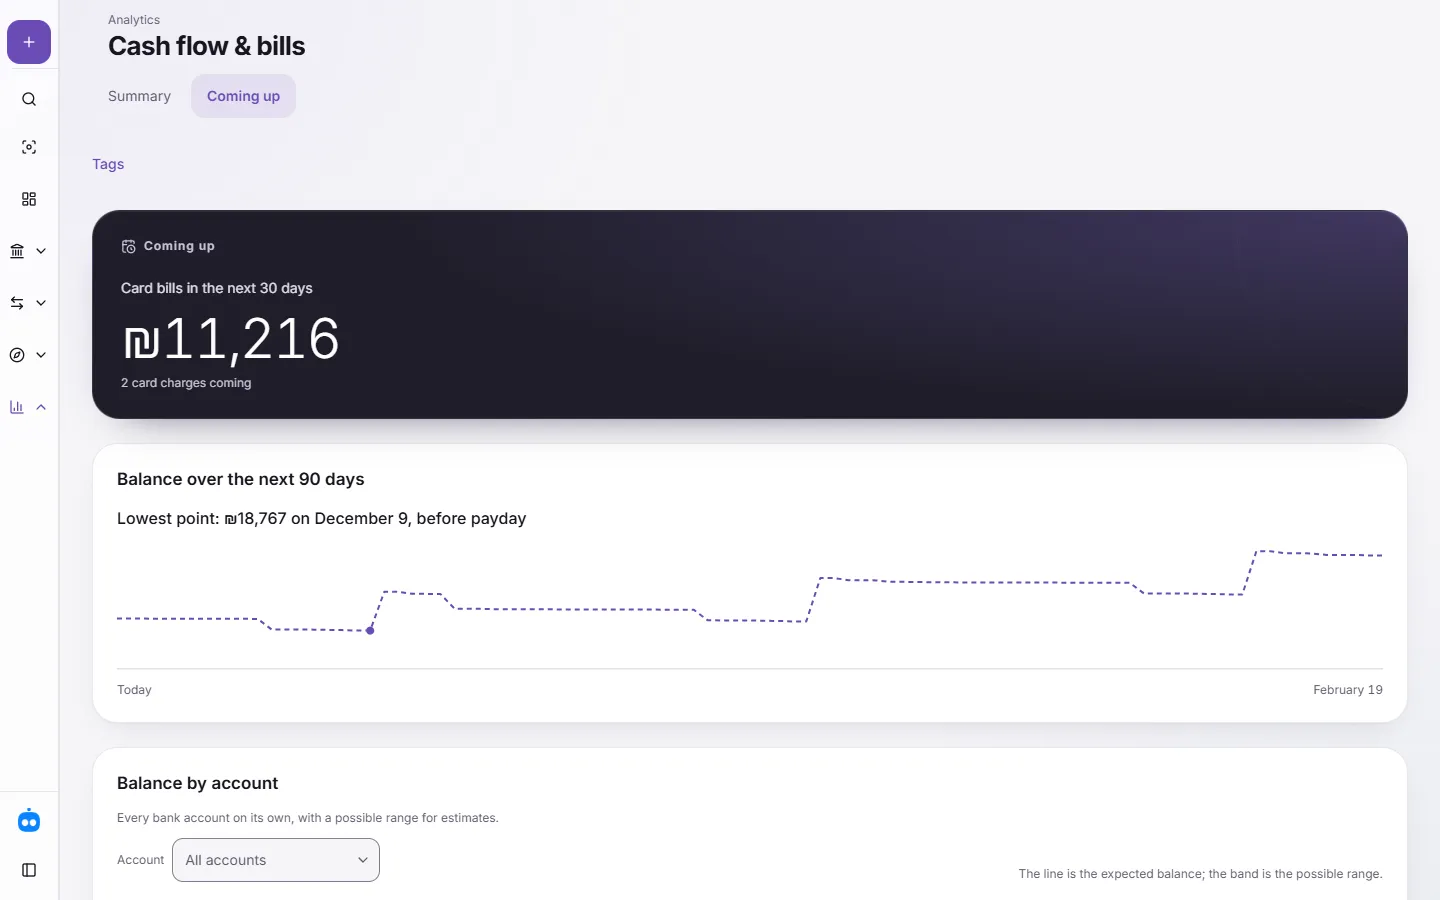 Analytics
Cash flow & bills
Summary
Coming up
Tags
Coming up
Card bills in the next 30 days
₪11,216
2 card charges coming
Balance over the next 90 days
Lowest point: ₪18,767 on December 9, before payday
Today
February 19
Balance by account
Every bank account on its own, with a possible range for estimates.
Account
All accounts
The line is the expected balance; the band is the possible range.